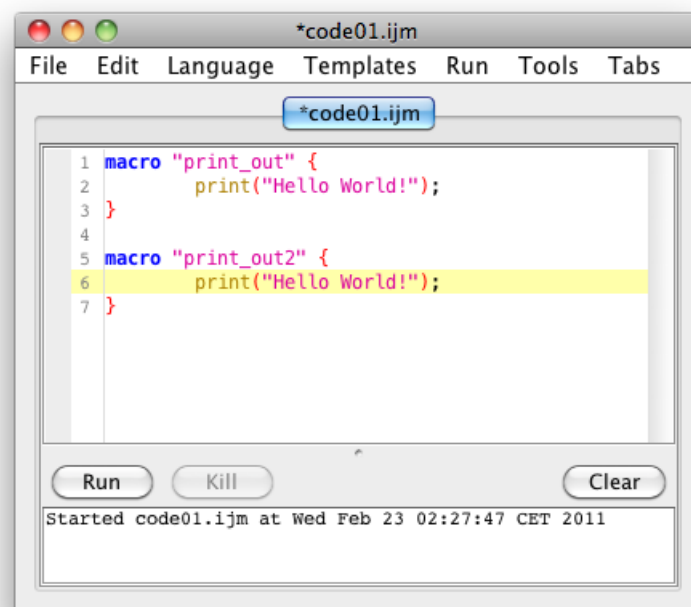 *code01.ijm
File Edit Language Templates Run Tools Tabs
*code01.ijm
1 macro "print_out" {
2 print("Hello World!");
3 }
4
5 macro "print_out2" {
6 print("Hello World!");
7 }
Run Kill Clear
Started code01.ijm at Wed Feb 23 02:27:47 CET 2011